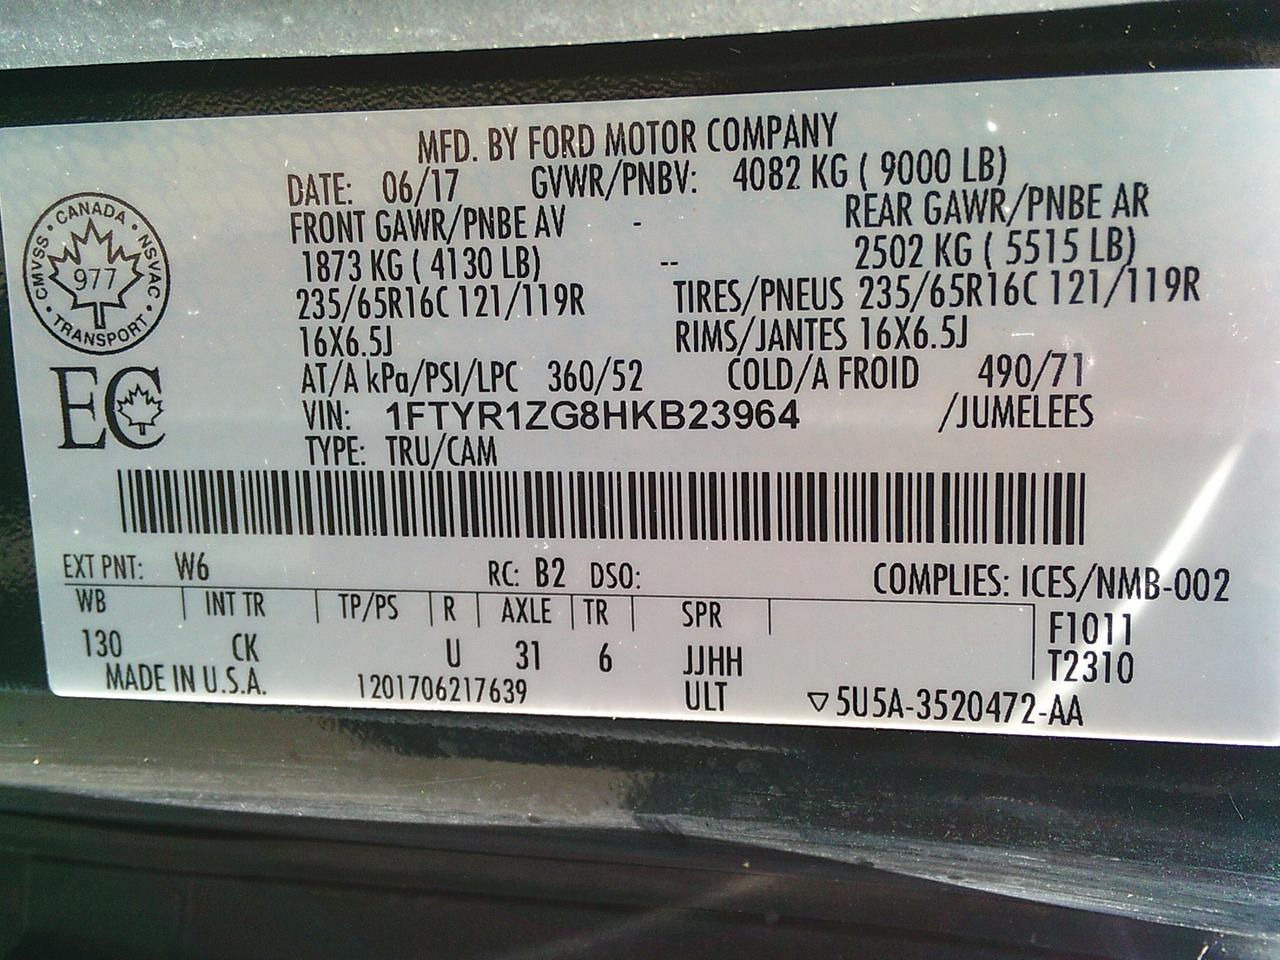 MFD. BY FORD MOTOR COMPANY
DATE: 06/17 GVWR/PNBV: 4082 KG ( 9000 LB)
FRONT GAWR/PNBE AV - REAR GAWR/PNBE AR
1873 KG ( 4130 LB) -- 2502 KG ( 5515 LB)
235/65R16C 121/119R TIRES/PNEUS 235/65R16C 121/119R
16X6.5J RIMS/JANTES 16X6.5J
AT/A kPa/PSI/LPC 360/52 COLD/A FROID 490/71
VIN: 1FTYR1ZG8HKB23964 /JUMELEES
TYPE: TRU/CAM
CANADA
CMVSS NSVAC
977
TRANSPORT
EC
EXT PNT: W6 RC: B2 DSO: COMPLIES: ICES/NMB-002
WB INT TR TP/PS R AXLE TR SPR F1011
130 CK U 31 6 JJHH T2310
MADE IN U.S.A. 1201706217639 ULT ▽5U5A-3520472-AA